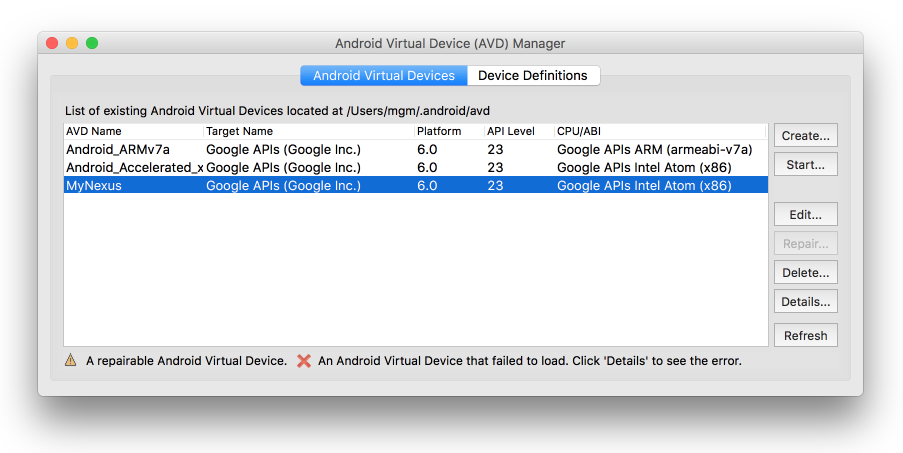 Android Virtual Device (AVD) Manager
Android Virtual Devices Device Definitions
List of existing Android Virtual Devices located at /Users/mgm/.android/avd
AVD Name Target Name Platform API Level CPU/ABI
Android_ARMv7a Google APIs (Google Inc.) 6.0 23 Google APIs ARM (armeabi-v7a)
Android_Accelerated_x Google APIs (Google Inc.) 6.0 23 Google APIs Intel Atom (x86)
MyNexus Google APIs (Google Inc.) 6.0 23 Google APIs Intel Atom (x86)
Create...
Start...
Edit...
Repair...
Delete...
Details...
Refresh
A repairable Android Virtual Device. An Android Virtual Device that failed to load. Click 'Details' to see the error.